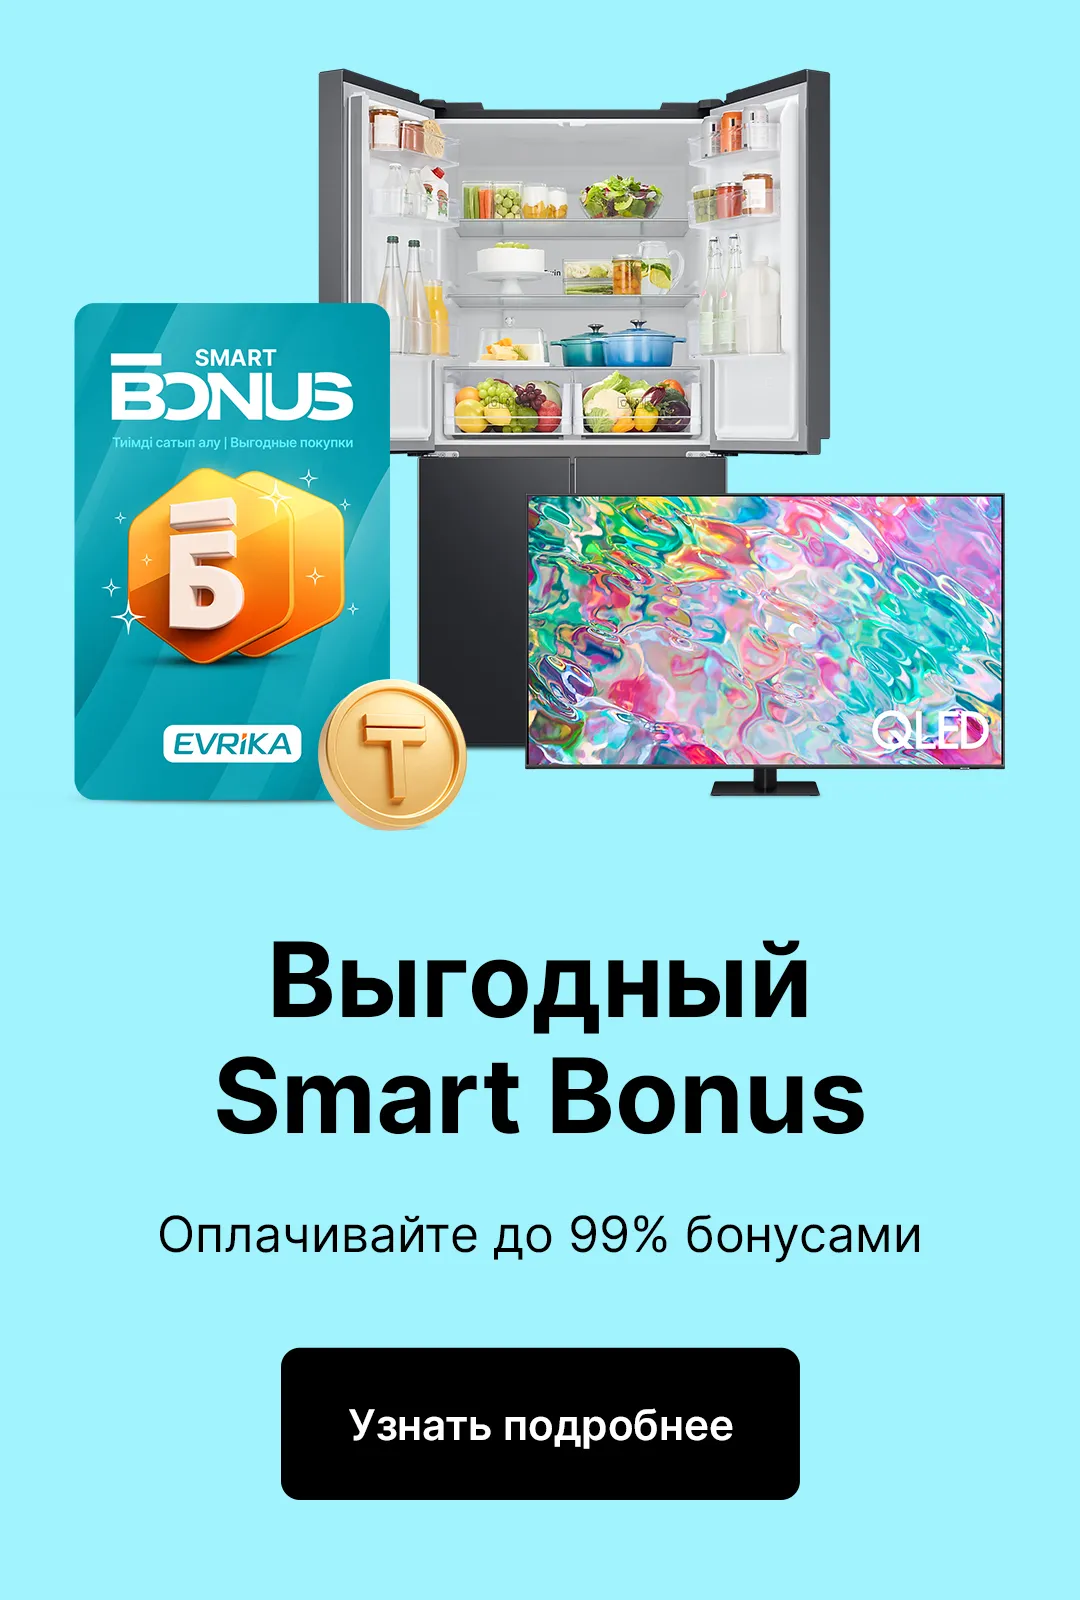 SMART
BONUS
Тиімді сатып алу | Выгодные покупки
Б
EVRiKA
₸
QLED
Выгодный
Smart Bonus
Оплачивайте до 99% бонусами
Узнать подробнее